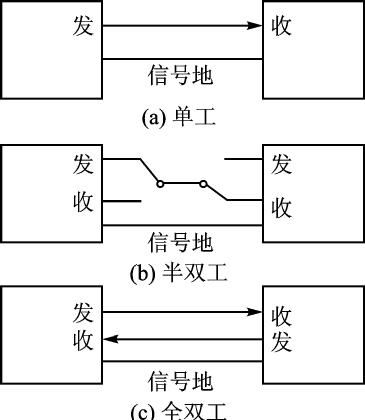 发 收
信号地
(a) 单工
发 发
收 收
信号地
(b) 半双工
发 收
收 发
信号地
(c) 全双工